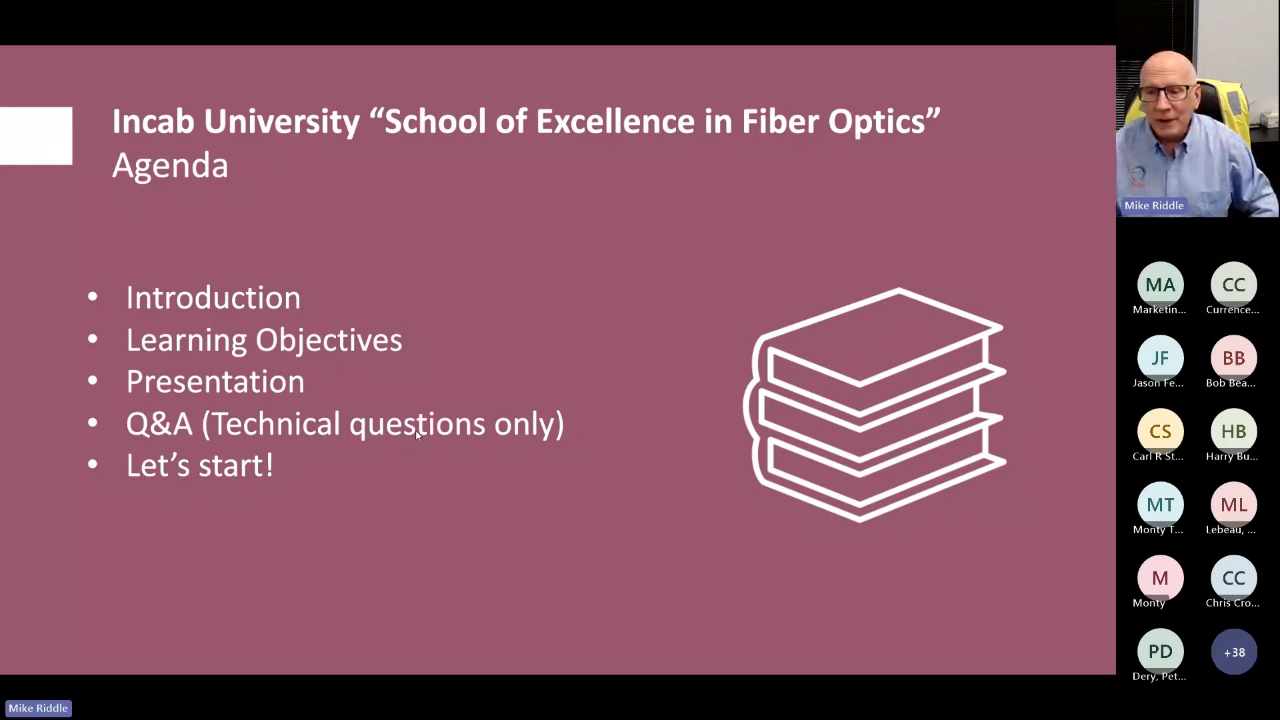 Incab University “School of Excellence in Fiber Optics”
Agenda
• Introduction
• Learning Objectives
• Presentation
• Q&A (Technical questions only)
• Let’s start!
Mike Riddle
MA
CC
Marketin...
Currence...
JF
BB
Jason Fe...
Bob Bea...
CS
HB
Carl R St...
Harry Bu...
MT
ML
Monty T...
Lebeau, ...
M
CC
Monty
Chris Cro...
PD
+38
Dery, Pet...
Mike Riddle